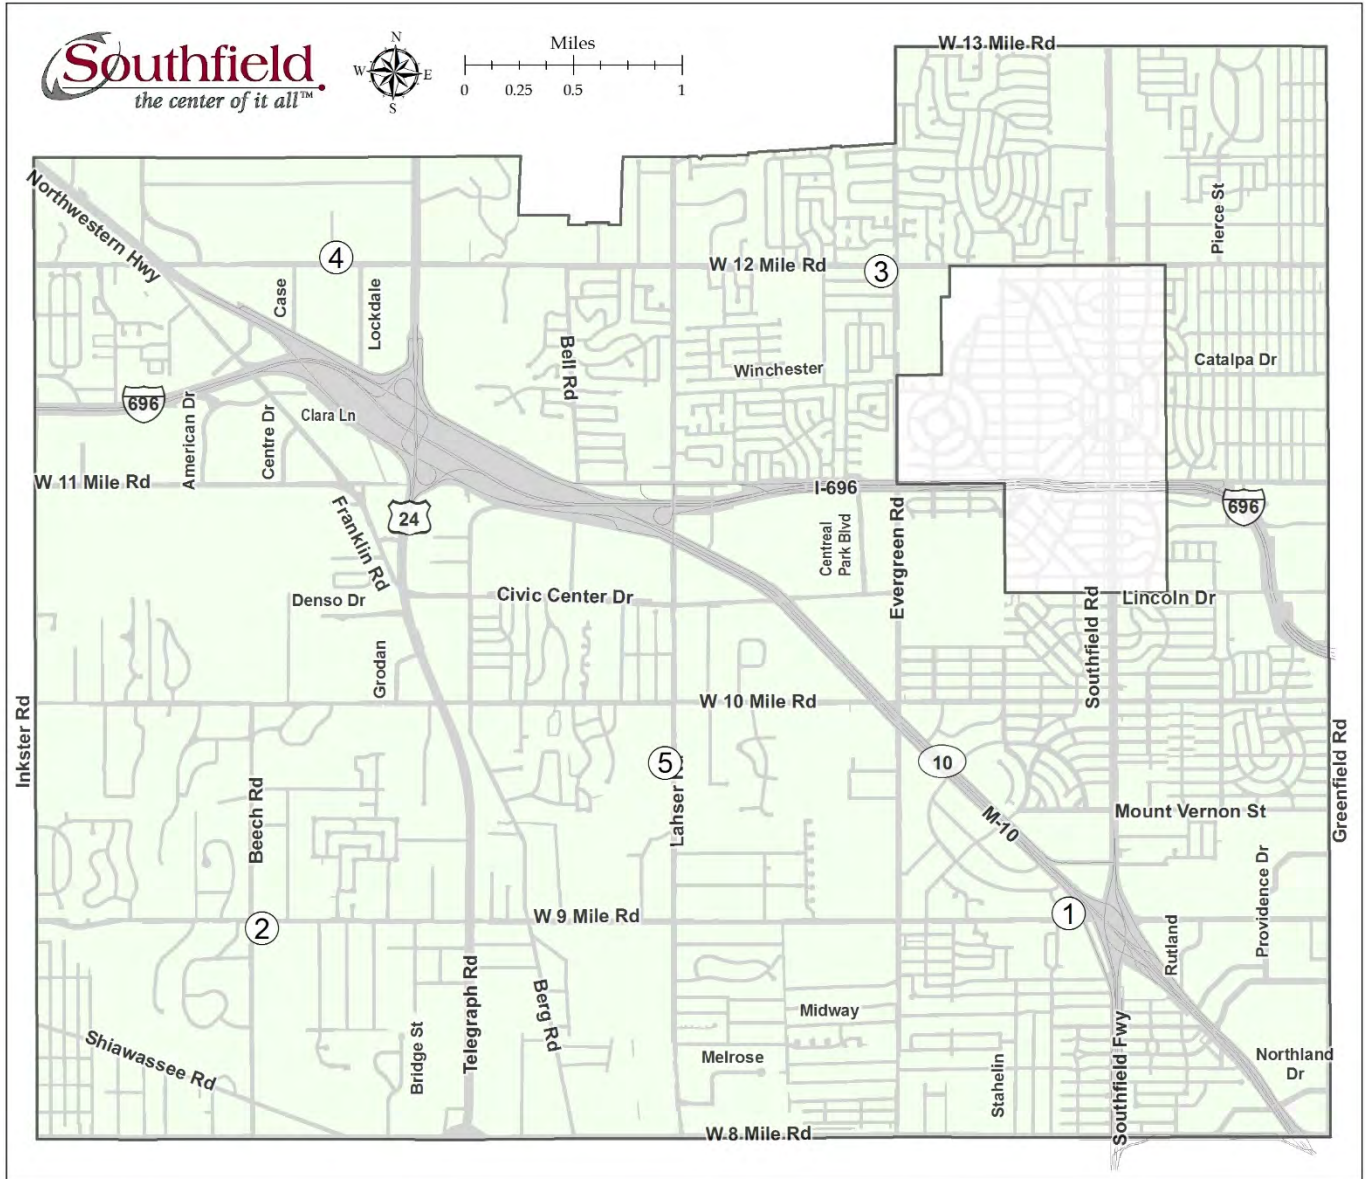 Southfield
the center of it all™
N
W
E
S
Miles
0
0.25
0.5
1
W 13 Mile Rd
Northwestern Hwy
Pierce St
4
W 12 Mile Rd
3
Case
Lockdale
Bell Rd
Winchester
Catalpa Dr
696
American Dr
Centre Dr
Clara Ln
W 11 Mile Rd
I-696
696
24
Franklin Rd
Centreal
Park Blvd
Evergreen Rd
Denso Dr
Civic Center Dr
Southfield Rd
Lincoln Dr
Grodan
W 10 Mile Rd
Inkster Rd
5
10
Greenfield Rd
Beech Rd
Lahser
M-10
Mount Vernon St
2
W 9 Mile Rd
1
Rutland
Providence Dr
Telegraph Rd
Berg Rd
Midway
Shiawassee Rd
Bridge St
Melrose
Stahelin
Southfield Fwy
Northland
Dr
W 8 Mile Rd